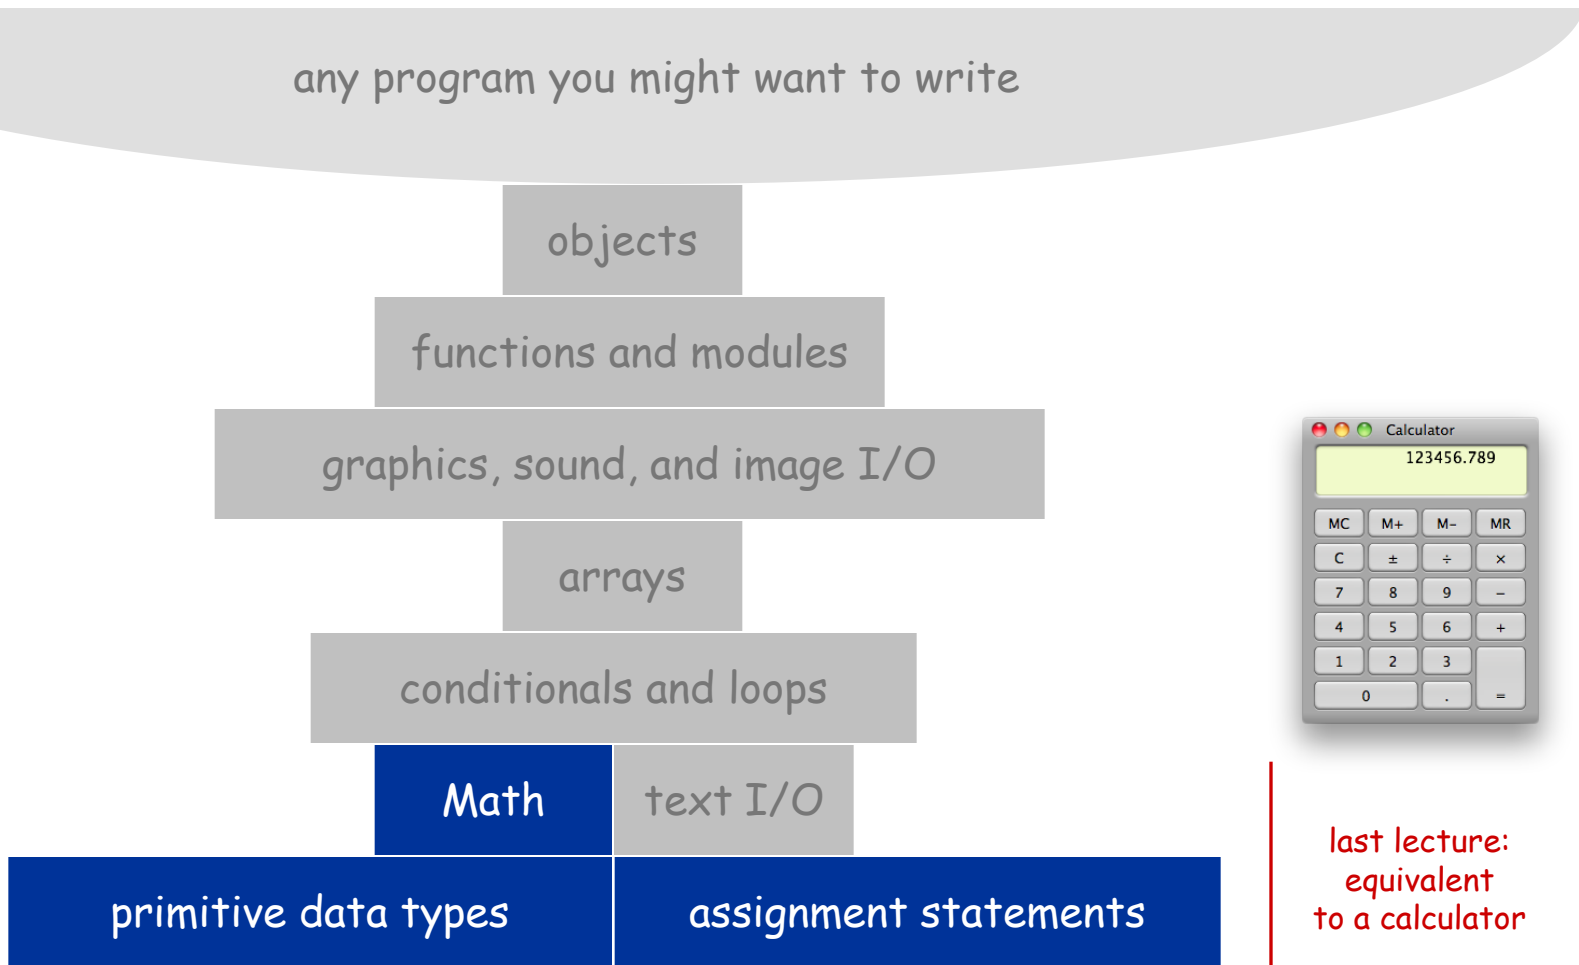 any program you might want to write
objects
functions and modules
graphics, sound, and image I/O
arrays
conditionals and loops
Math
text I/O
primitive data types
assignment statements
Calculator
123456.789
MC M+ M- MR
C ± ÷ ×
7 8 9 −
4 5 6 +
1 2 3
0 . =
last lecture:
equivalent
to a calculator